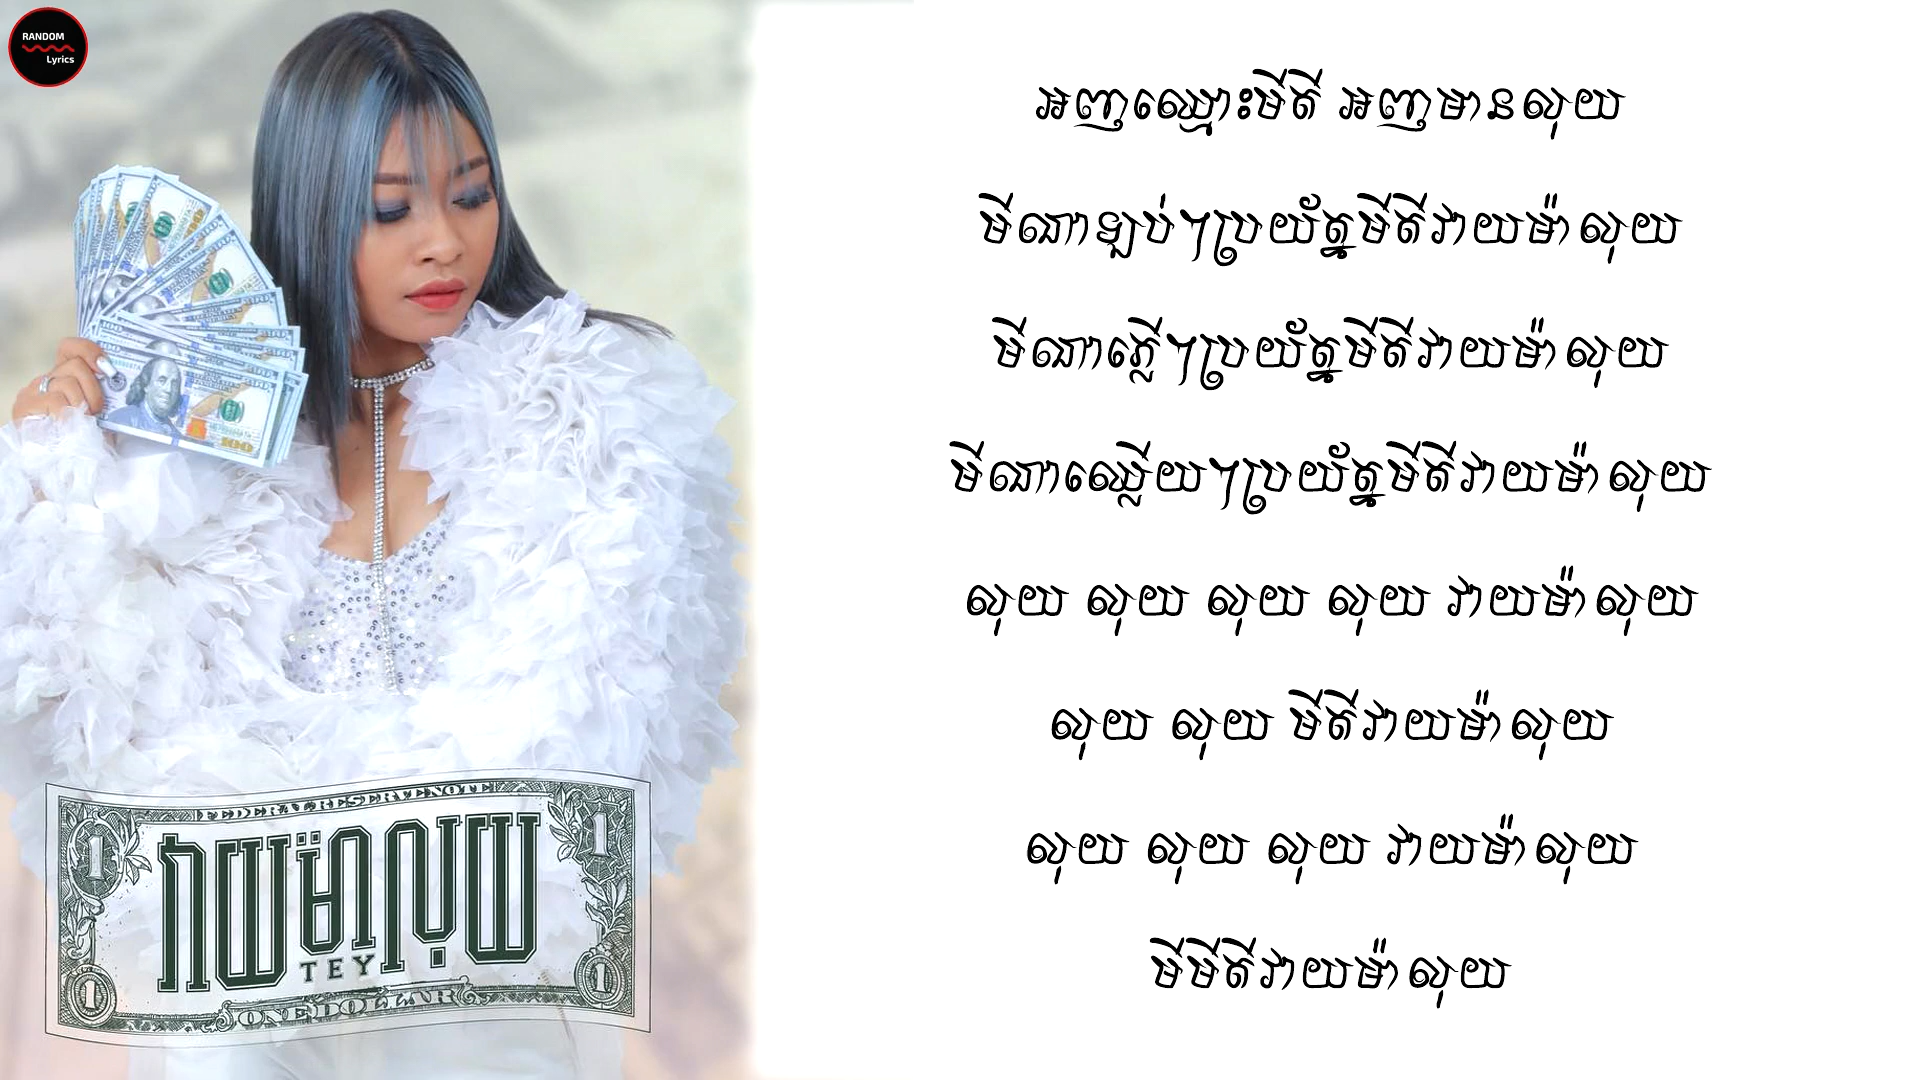 RANDOM
Lyrics
អញឈ្មោះមីតី អញមានលុយ
មីណាឡប់ៗប្រយ័ត្នមីតីវាយម៉ាលុយ
មីណាភ្លើៗប្រយ័ត្នមីតីវាយម៉ាលុយ
មីណាឈ្លើយៗប្រយ័ត្នមីតីវាយម៉ាលុយ
លុយ លុយ លុយ លុយ វាយម៉ាលុយ
លុយ លុយ មីតីវាយម៉ាលុយ
លុយ លុយ លុយ វាយម៉ាលុយ
មីមីតីវាយម៉ាលុយ
FEDERAL RESERVE NOTE
1 1
វាយម៉ាលុយ
TEY
1 1
ONE DOLLAR